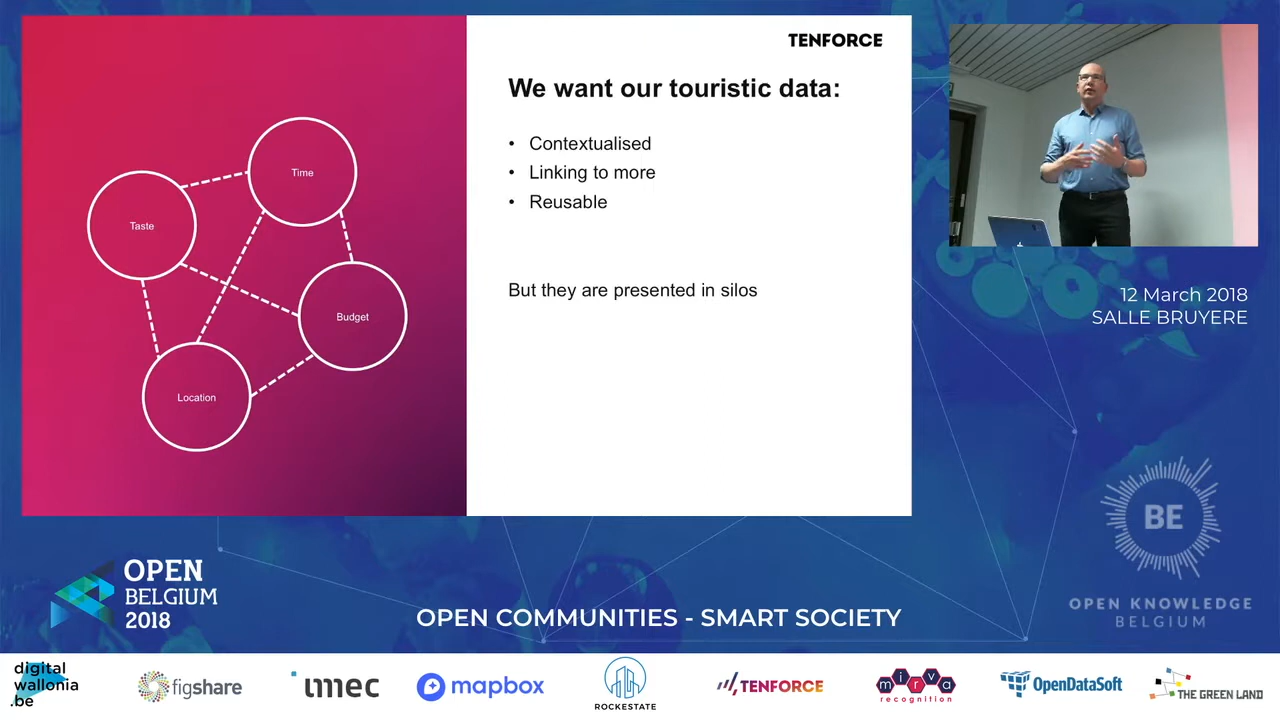 TENFORCE
We want our touristic data:
• Contextualised
• Linking to more
• Reusable
But they are presented in silos
Time
Taste
Budget
Location
12 March 2018
SALLE BRUYERE
BE
OPEN KNOWLEDGE
BELGIUM
OPEN
BELGIUM
2018
OPEN COMMUNITIES - SMART SOCIETY
digital
wallonia
.be
figshare
imec
mapbox
ROCKESTATE
TENFORCE
mirva
recognition
OpenDataSoft
THE GREEN LAND